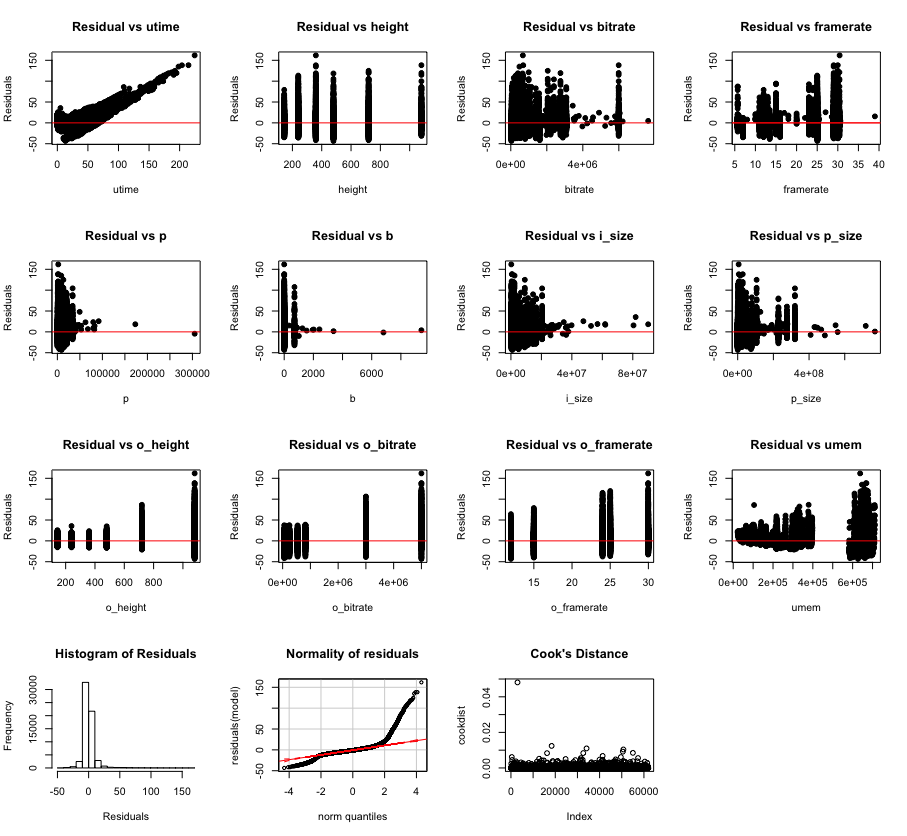 Residual vs utime
Residuals
-50 0 50 150
0 50 100 150 200
utime
Residual vs height
Residuals
-50 0 50 150
200 400 600 800
height
Residual vs bitrate
Residuals
-50 0 50 150
0e+00 4e+06
bitrate
Residual vs framerate
Residuals
-50 0 50 150
5 10 15 20 25 30 35 40
framerate
Residual vs p
Residuals
-50 0 50 150
0 100000 200000 300000
p
Residual vs b
Residuals
-50 0 50 150
0 2000 6000
b
Residual vs i_size
Residuals
-50 0 50 150
0e+00 4e+07 8e+07
i_size
Residual vs p_size
Residuals
-50 0 50 150
0e+00 4e+08
p_size
Residual vs o_height
Residuals
-50 0 50 150
200 400 600 800
o_height
Residual vs o_bitrate
Residuals
-50 0 50 150
0e+00 2e+06 4e+06
o_bitrate
Residual vs o_framerate
Residuals
-50 0 50 150
15 20 25 30
o_framerate
Residual vs umem
Residuals
-50 0 50 150
0e+00 2e+05 4e+05 6e+05
umem
Histogram of Residuals
Frequency
0 15000 30000
-50 0 50 100 150
Residuals
Normality of residuals
residuals(model)
-50 0 50 150
-4 -2 0 2 4
norm quantiles
Cook's Distance
cookdist
0.00 0.02 0.04
0 20000 40000 60000
Index